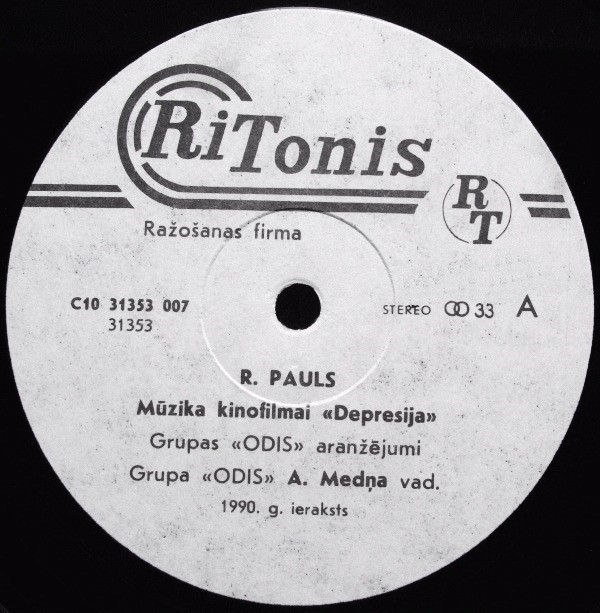 RiTonis
RT
Ražošanas firma
C10 31353 007
31353
STEREO 33 A
R. PAULS
Mūzika kinofilmai «Depresija»
Grupas «ODIS» aranžējumi
Grupa «ODIS» A. Medņa vad.
1990. g. ieraksts